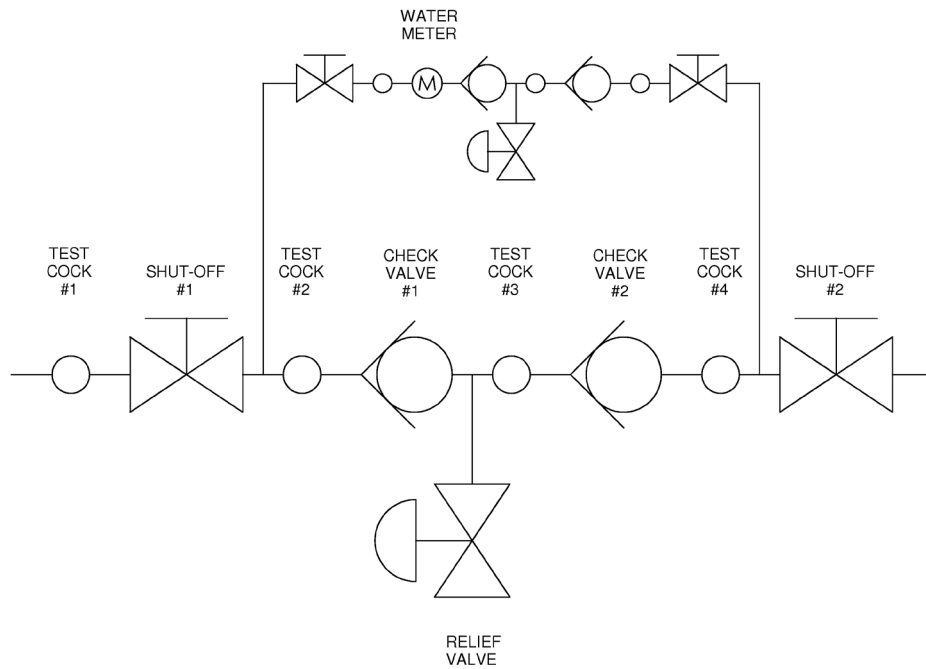 WATER
METER
M
TEST
COCK
#1
SHUT-OFF
#1
TEST
COCK
#2
CHECK
VALVE
#1
TEST
COCK
#3
CHECK
VALVE
#2
TEST
COCK
#4
SHUT-OFF
#2
RELIEF
VALVE